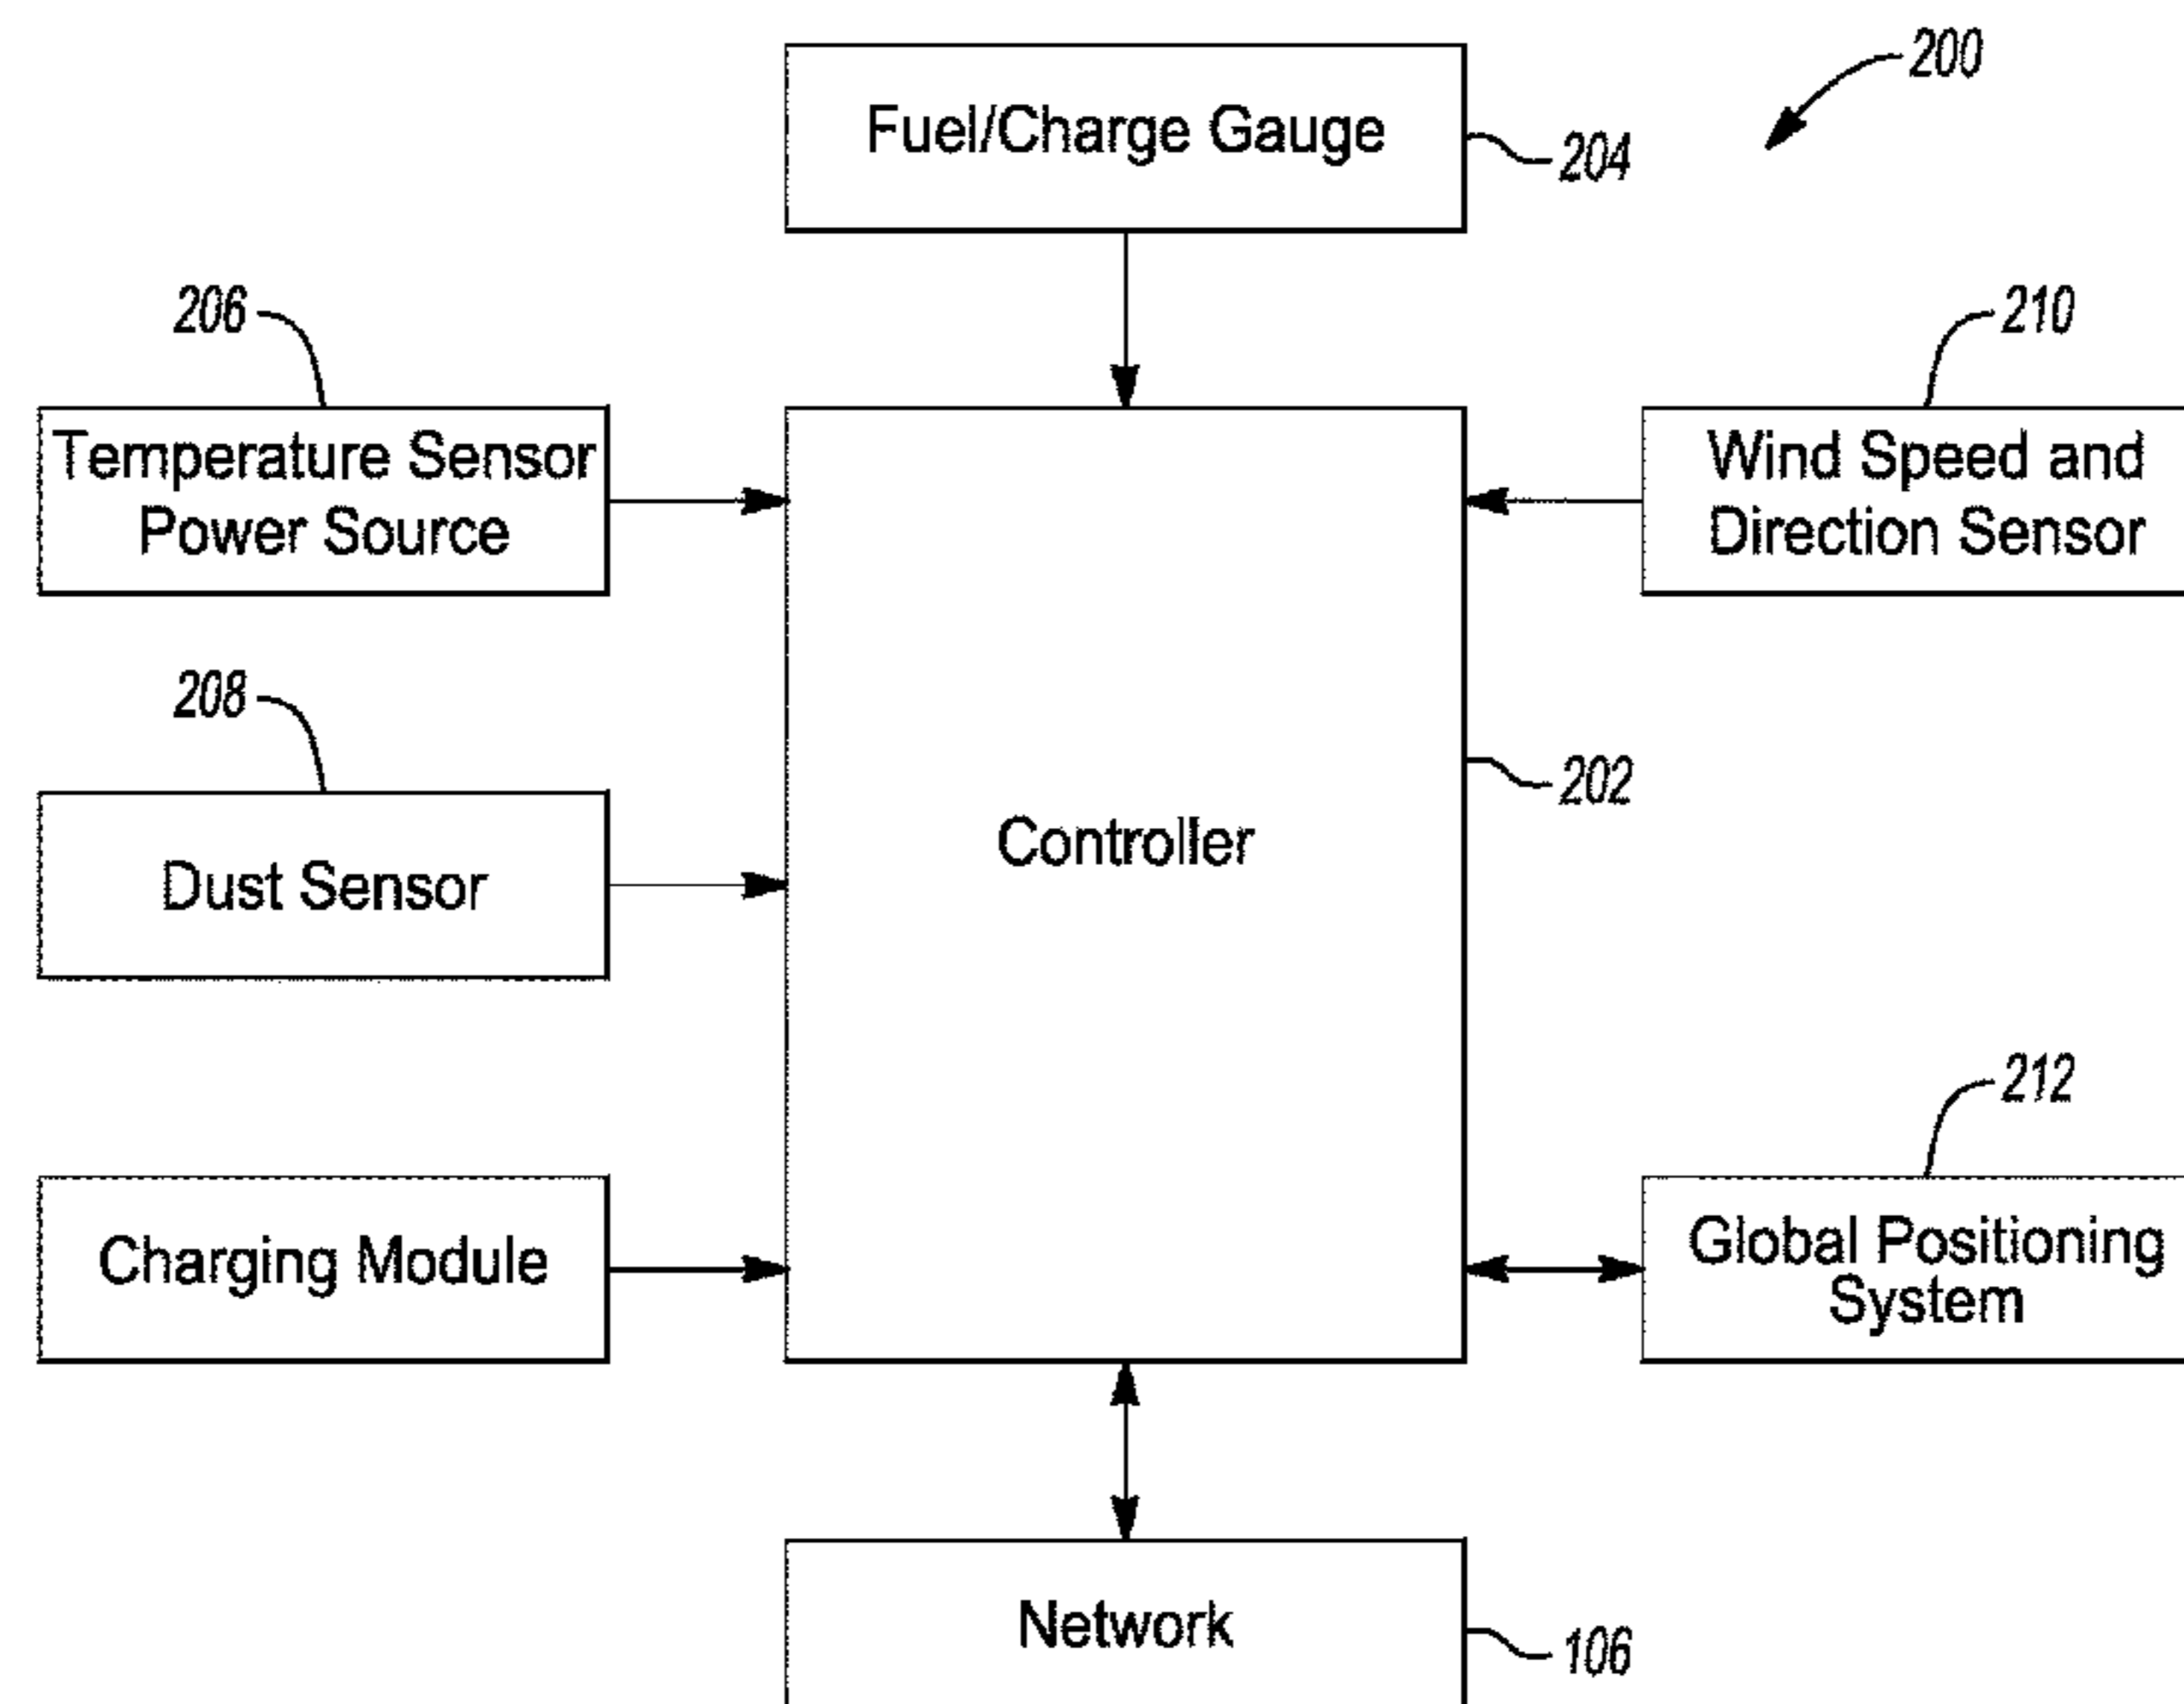 200
Fuel/Charge Gauge
204
206
210
Temperature Sensor
Power Source
Wind Speed and
Direction Sensor
208
202
Controller
Dust Sensor
212
Charging Module
Global Positioning
System
Network
106